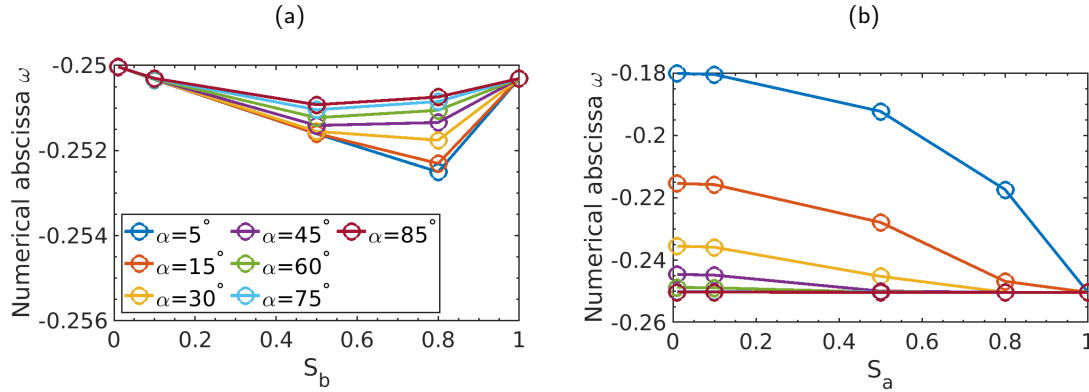 (a)
Numerical abscissa ω
-0.25
-0.252
-0.254
-0.256
0 0.2 0.4 0.6 0.8 1
S_b
α=5° α=45° α=85°
α=15° α=60°
α=30° α=75°
(b)
Numerical abscissa ω
-0.18
-0.2
-0.22
-0.24
-0.26
0 0.2 0.4 0.6 0.8 1
S_a